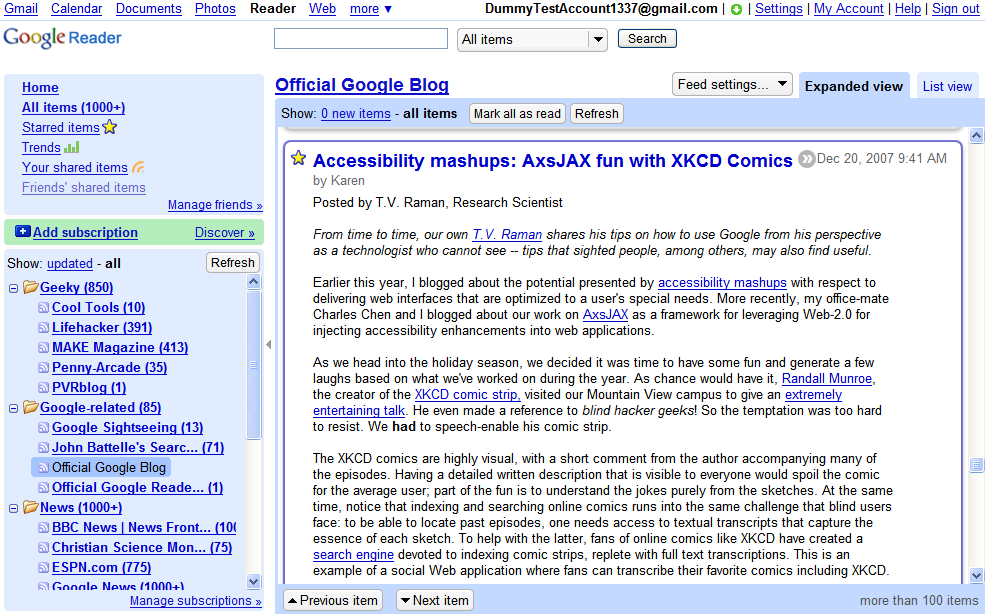 Gmail Calendar Documents Photos Reader Web more ▼ DummyTestAccount1337@gmail.com | | Settings | My Account | Help | Sign out
Google Reader
All items Search
Home
All items (1000+)
Starred items
Trends
Your shared items
Friends' shared items
Manage friends »
Add subscription Discover »
Show: updated - all Refresh
Geeky (850)
Cool Tools (10)
Lifehacker (391)
MAKE Magazine (413)
Penny-Arcade (35)
PVRblog (1)
Google-related (85)
Google Sightseeing (13)
John Battelle's Searc... (71)
Official Google Blog
Official Google Reade... (1)
News (1000+)
BBC News | News Front... (100
Christian Science Mon... (75)
ESPN.com (775)
Google News (1000+)
Manage subscriptions »
Official Google Blog Feed settings... Expanded view List view
Show: 0 new items - all items Mark all as read Refresh
Accessibility mashups: AxsJAX fun with XKCD Comics Dec 20, 2007 9:41 AM
by Karen
Posted by T.V. Raman, Research Scientist
From time to time, our own T.V. Raman shares his tips on how to use Google from his perspective
as a technologist who cannot see -- tips that sighted people, among others, may also find useful.
Earlier this year, I blogged about the potential presented by accessibility mashups with respect to
delivering web interfaces that are optimized to a user's special needs. More recently, my office-mate
Charles Chen and I blogged about our work on AxsJAX as a framework for leveraging Web-2.0 for
injecting accessibility enhancements into web applications.
As we head into the holiday season, we decided it was time to have some fun and generate a few
laughs based on what we've worked on during the year. As chance would have it, Randall Munroe,
the creator of the XKCD comic strip, visited our Mountain View campus to give an extremely
entertaining talk. He even made a reference to blind hacker geeks! So the temptation was too hard
to resist. We had to speech-enable his comic strip.
The XKCD comics are highly visual, with a short comment from the author accompanying many of
the episodes. Having a detailed written description that is visible to everyone would spoil the comic
for the average user; part of the fun is to understand the jokes purely from the sketches. At the same
time, notice that indexing and searching online comics runs into the same challenge that blind users
face: to be able to locate past episodes, one needs access to textual transcripts that capture the
essence of each sketch. To help with the latter, fans of online comics like XKCD have created a
search engine devoted to indexing comic strips, replete with full text transcriptions. This is an
example of a social Web application where fans can transcribe their favorite comics including XKCD.
Previous item Next item more than 100 items